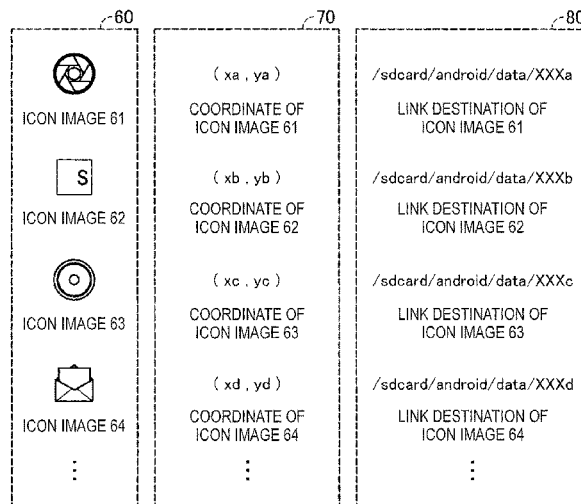 60
70
80
( xa , ya )
/sdcard/android/data/XXXa
ICON IMAGE 61
COORDINATE OF
ICON IMAGE 61
LINK DESTINATION OF
ICON IMAGE 61
S
( xb , yb )
/sdcard/android/data/XXXb
ICON IMAGE 62
COORDINATE OF
ICON IMAGE 62
LINK DESTINATION OF
ICON IMAGE 62
( xc , yc )
/sdcard/android/data/XXXc
ICON IMAGE 63
COORDINATE OF
ICON IMAGE 63
LINK DESTINATION OF
ICON IMAGE 63
( xd , yd )
/sdcard/android/data/XXXd
ICON IMAGE 64
COORDINATE OF
ICON IMAGE 64
LINK DESTINATION OF
ICON IMAGE 64